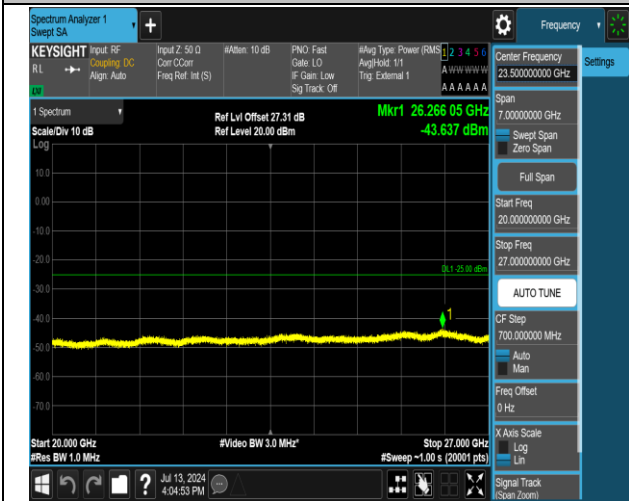 Spectrum Analyzer 1
Swept SA
+
Frequency
KEYSIGHT
RL
Input: RF
Coupling: DC
Align: Auto
Input Z: 50 Ω
Corr CCorr
Freq Ref: Int (S)
#Atten: 10 dB
PNO: Fast
Gate: LO
IF Gain: Low
Sig Track: Off
#Avg Type: Power (RMS
Avg|Hold: 1/1
Trig: External 1
1 2 3 4 5 6
A W W W W W
A A A A A A
1 Spectrum
Scale/Div 10 dB
Log
Ref Lvl Offset 27.31 dB
Ref Level 20.00 dBm
Mkr1 26.266 05 GHz
-43.637 dBm
10.0
0.00
-10.0
-20.0
-30.0
-40.0
-50.0
-60.0
-70.0
DL1 -25.00 dBm
1
Start 20.000 GHz
#Res BW 1.0 MHz
#Video BW 3.0 MHz*
Stop 27.000 GHz
#Sweep ~1.00 s (20001 pts)
Jul 13, 2024
4:04:53 PM
Center Frequency
23.500000000 GHz
Settings
Span
7.00000000 GHz
Swept Span
Zero Span
Full Span
Start Freq
20.000000000 GHz
Stop Freq
27.000000000 GHz
AUTO TUNE
CF Step
700.000000 MHz
Auto
Man
Freq Offset
0 Hz
X Axis Scale
Log
Lin
Signal Track
(Span Zoom)